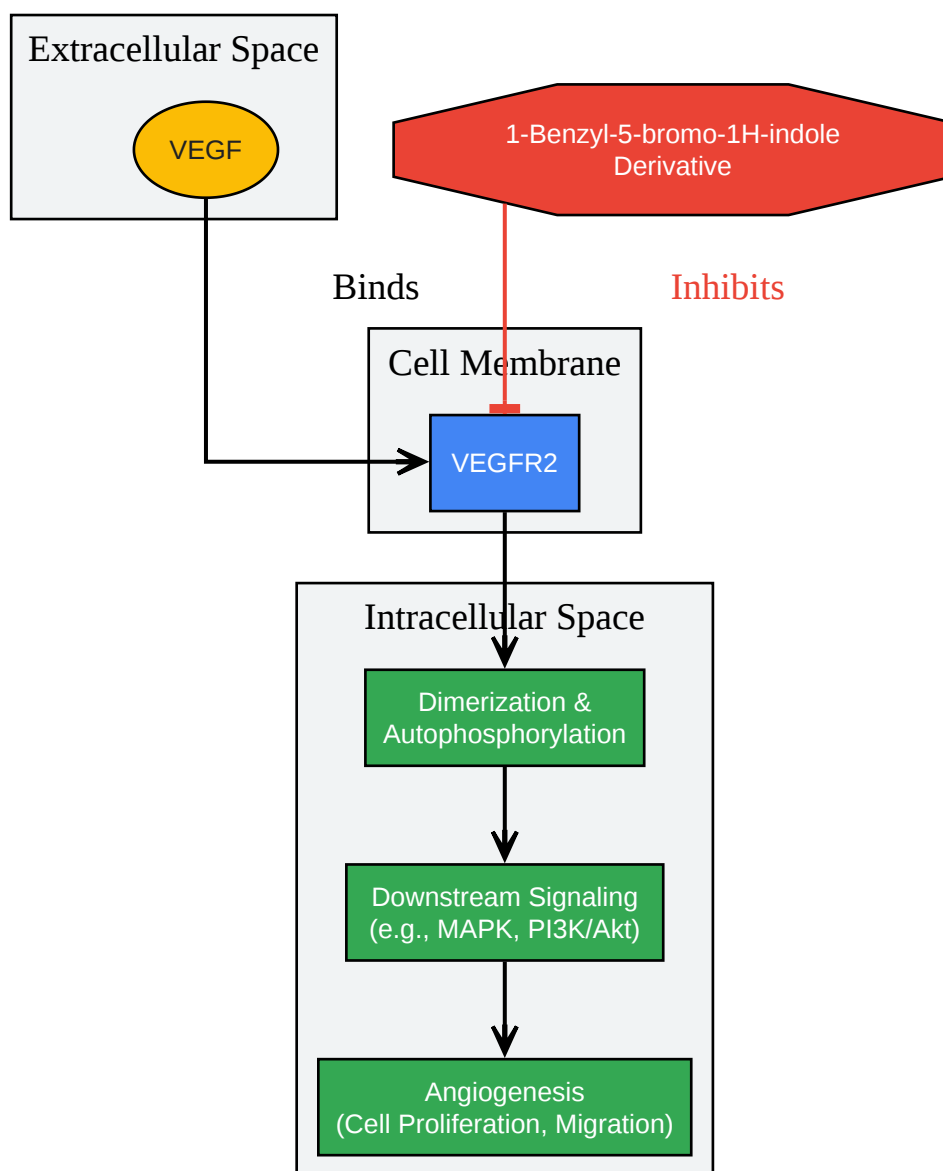 Extracellular Space
VEGF
1-Benzyl-5-bromo-1H-indole
Derivative
Binds
Inhibits
Cell Membrane
VEGFR2
Intracellular Space
Dimerization &
Autophosphorylation
Downstream Signaling
(e.g., MAPK, PI3K/Akt)
Angiogenesis
(Cell Proliferation, Migration)